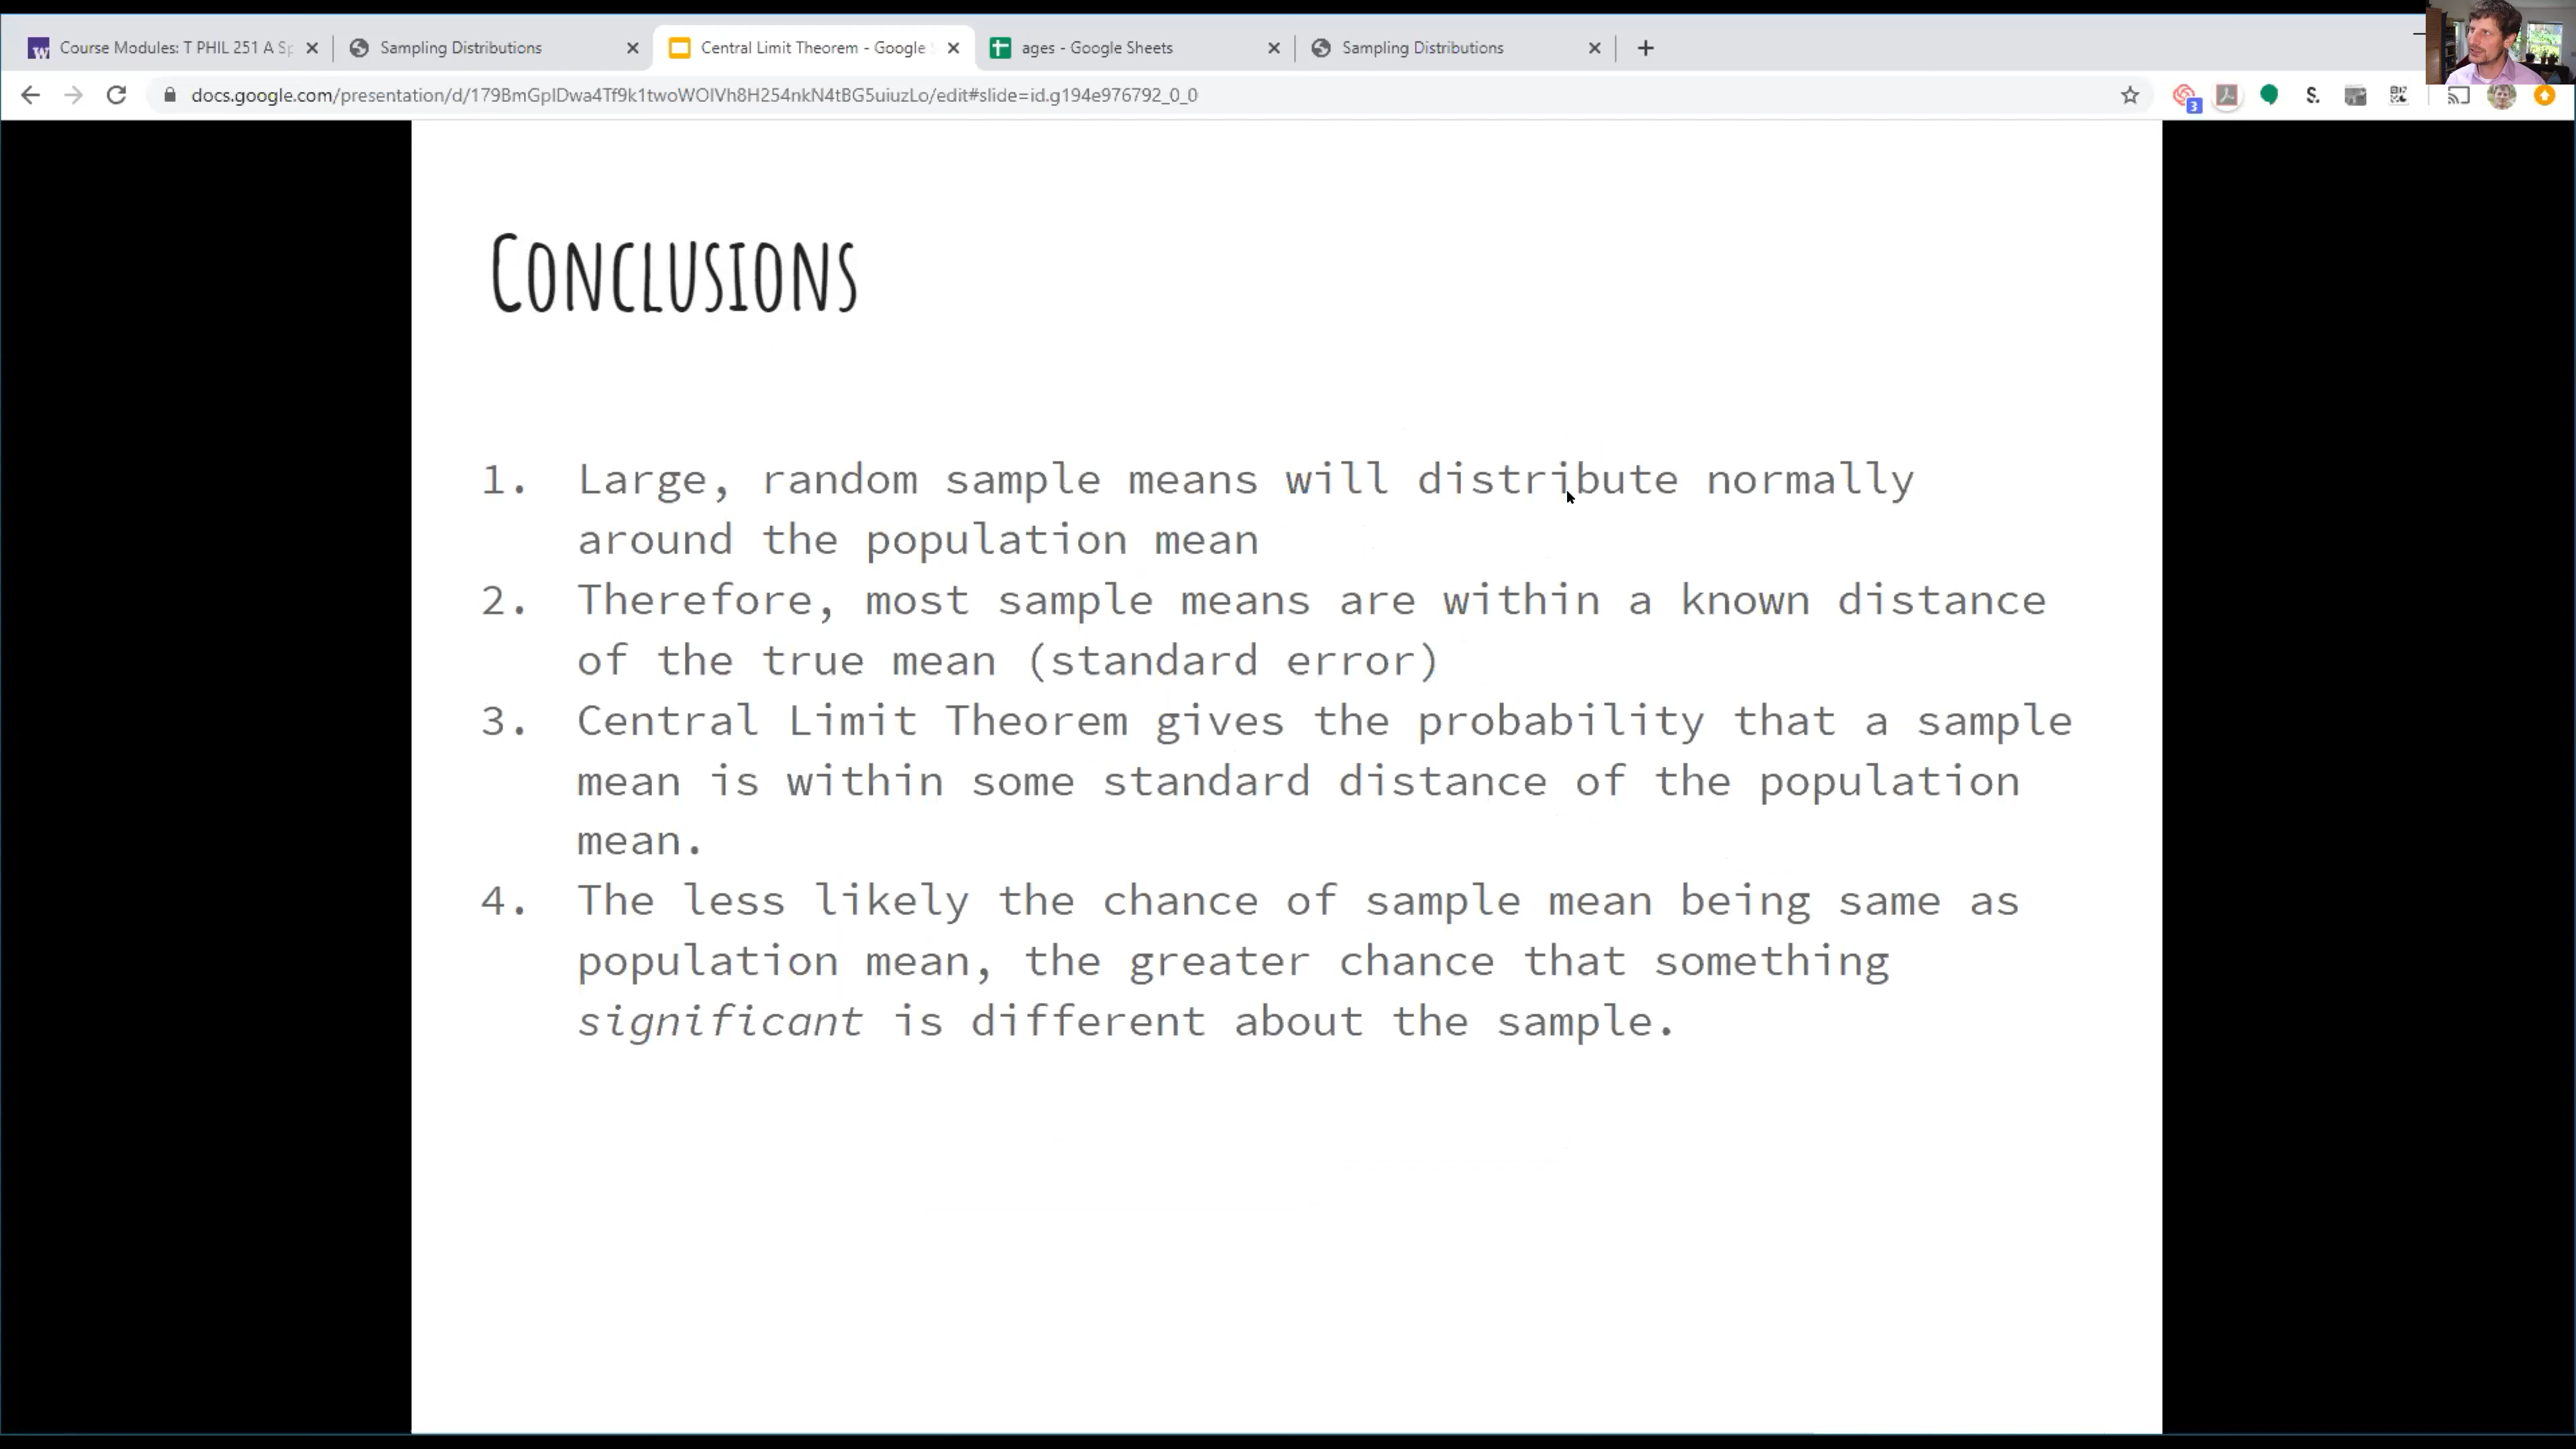 Course Modules: T PHIL 251 A Sp
Sampling Distributions
Central Limit Theorem - Google
ages - Google Sheets
Sampling Distributions
docs.google.com/presentation/d/179BmGpIDwa4Tf9k1twoWOIVh8H254nkN4tBG5uiuzLo/edit#slide=id.g194e976792_0_0
3
S.
CONCLUSIONS
1. Large, random sample means will distribute normally
around the population mean
2. Therefore, most sample means are within a known distance
of the true mean (standard error)
3. Central Limit Theorem gives the probability that a sample
mean is within some standard distance of the population
mean.
4. The less likely the chance of sample mean being same as
population mean, the greater chance that something
significant is different about the sample.